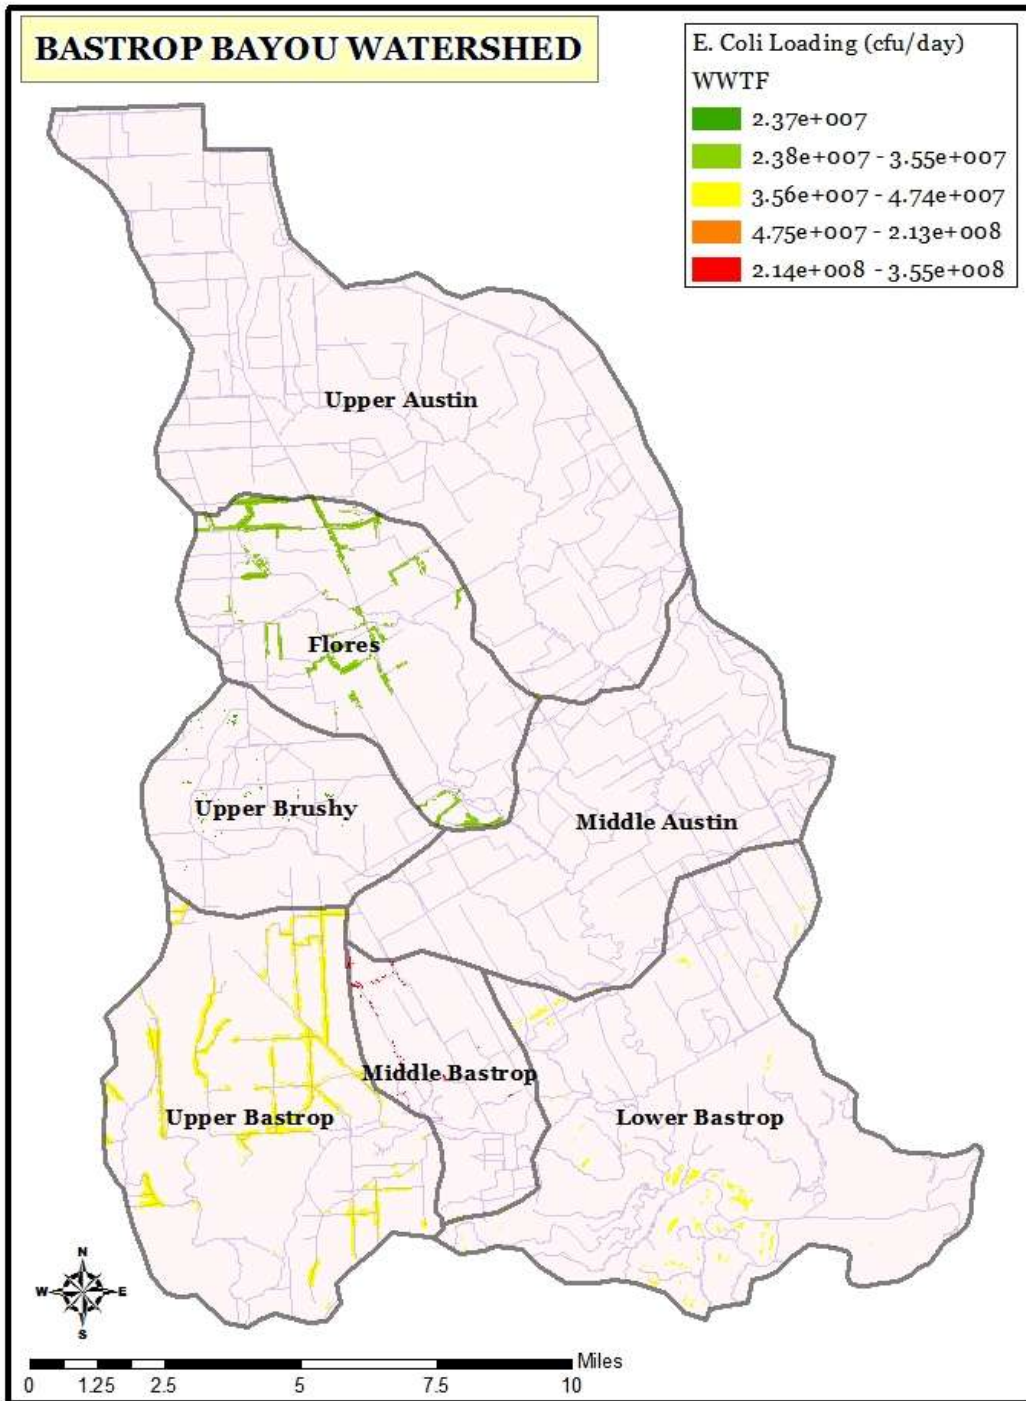 BASTROP BAYOU WATERSHED
E. Coli Loading (cfu/day)
WWTF
2.37e+007
2.38e+007 - 3.55e+007
3.56e+007 - 4.74e+007
4.75e+007 - 2.13e+008
2.14e+008 - 3.55e+008
Upper Austin
Flores
Upper Brushy
Middle Austin
Middle Bastrop
Upper Bastrop
Lower Bastrop
N
W E
S
Miles
0 1.25 2.5 5 7.5 10